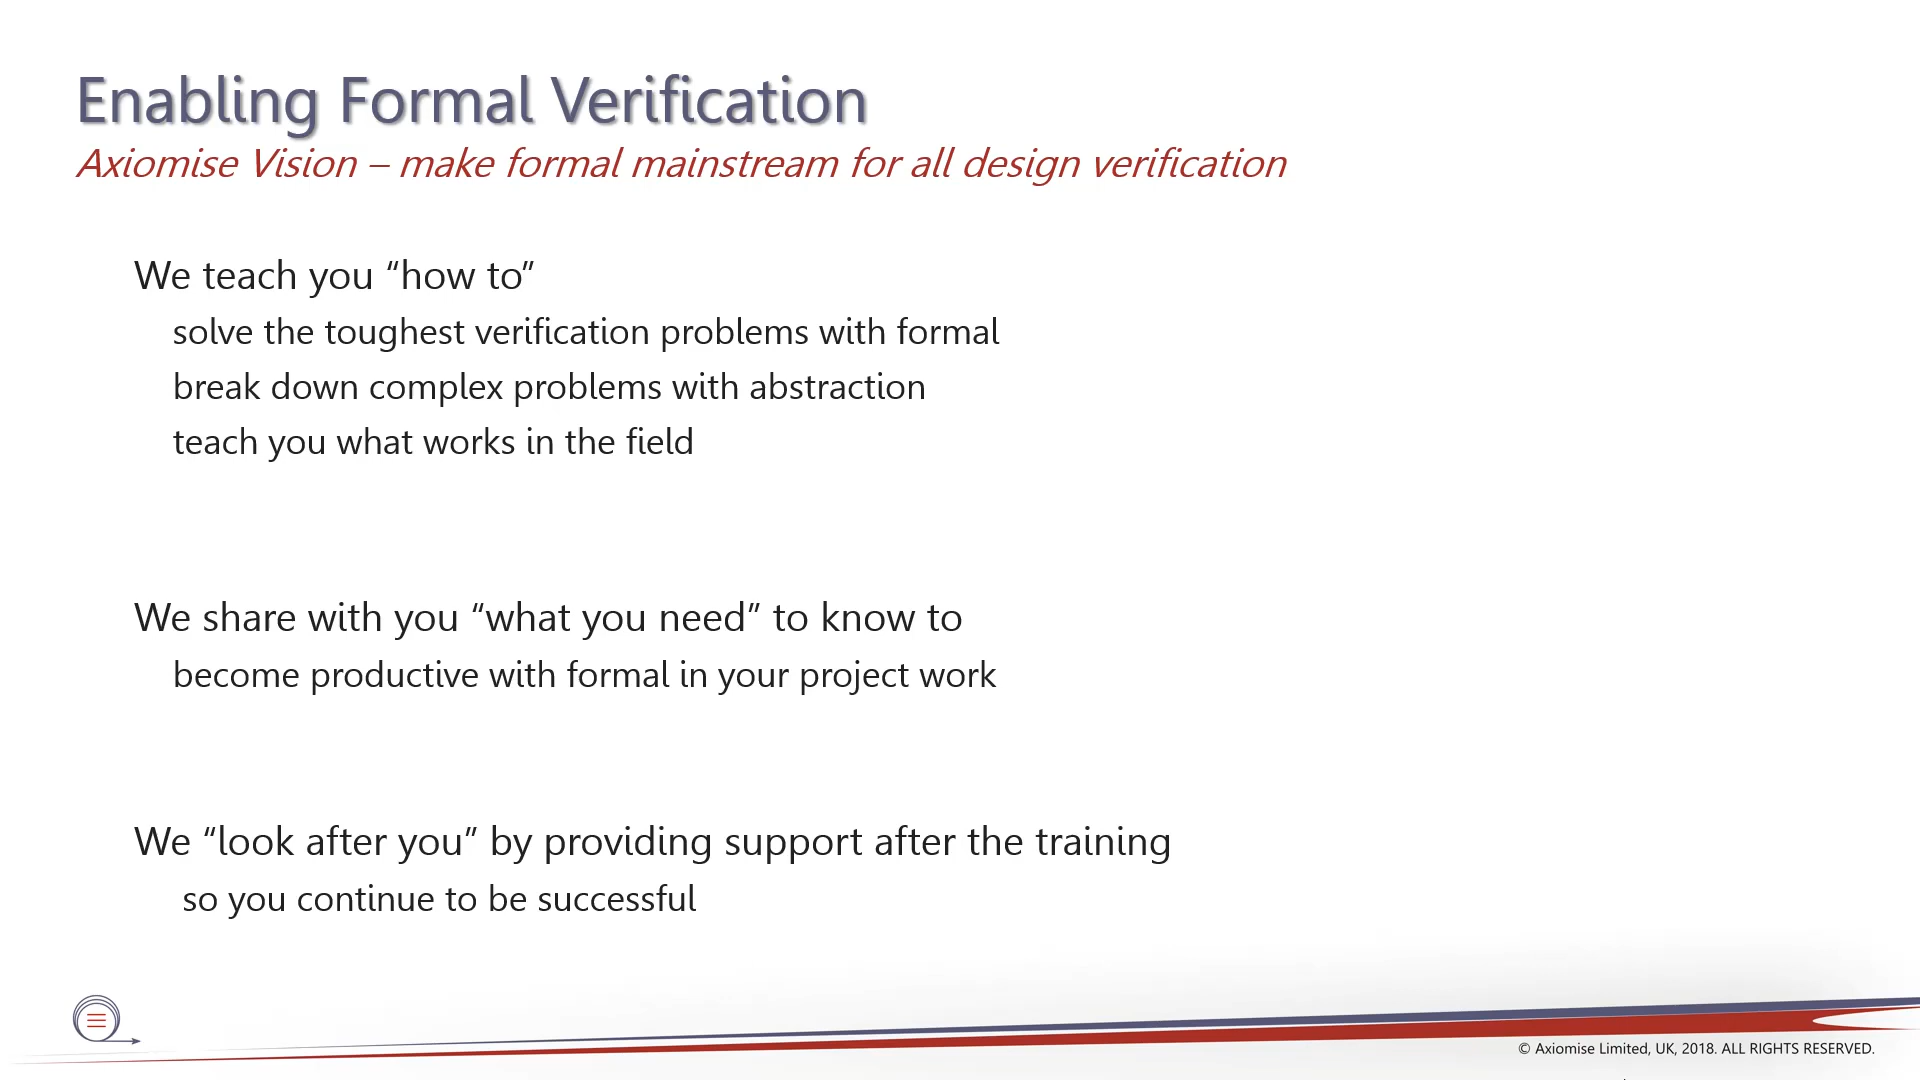 Enabling Formal Verification
Axiomise Vision – make formal mainstream for all design verification
We teach you “how to”
solve the toughest verification problems with formal
break down complex problems with abstraction
teach you what works in the field
We share with you “what you need” to know to
become productive with formal in your project work
We “look after you” by providing support after the training
so you continue to be successful
© Axiomise Limited, UK, 2018. ALL RIGHTS RESERVED.